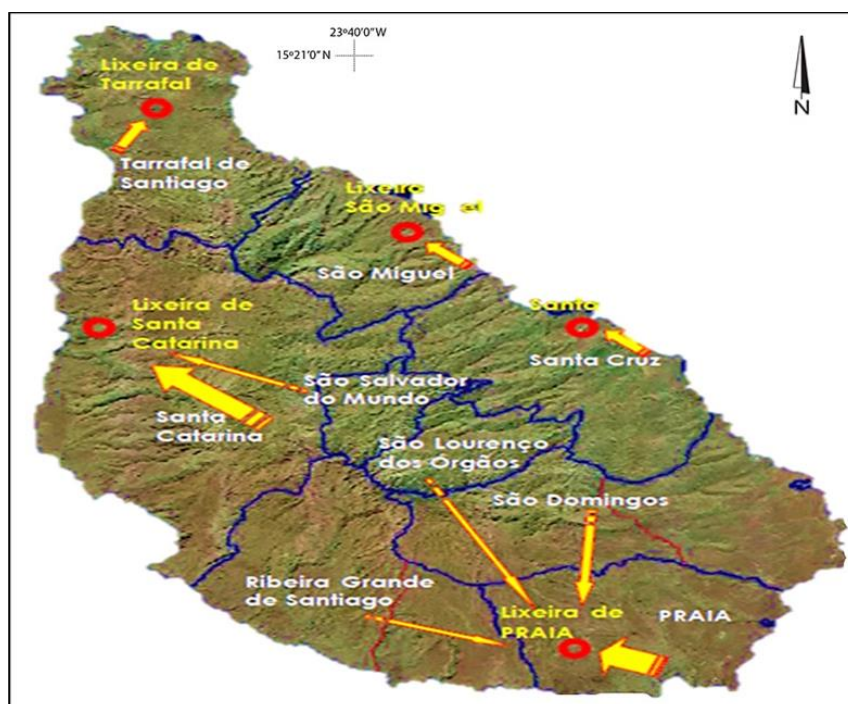 23º40'0"W
15º21'0"N
N
Lixeira de
Tarrafal
Tarrafal de
Santiago
Lixeira
São Mig el
São Miguel
Lixeira de
Santa
Catarina
Santa
Santa Cruz
São Salvador
do Mundo
Santa
Catarina
São Lourenço
dos Órgãos
São Domingos
Ribeira Grande
de Santiago
Lixeira de
PRAIA
PRAIA